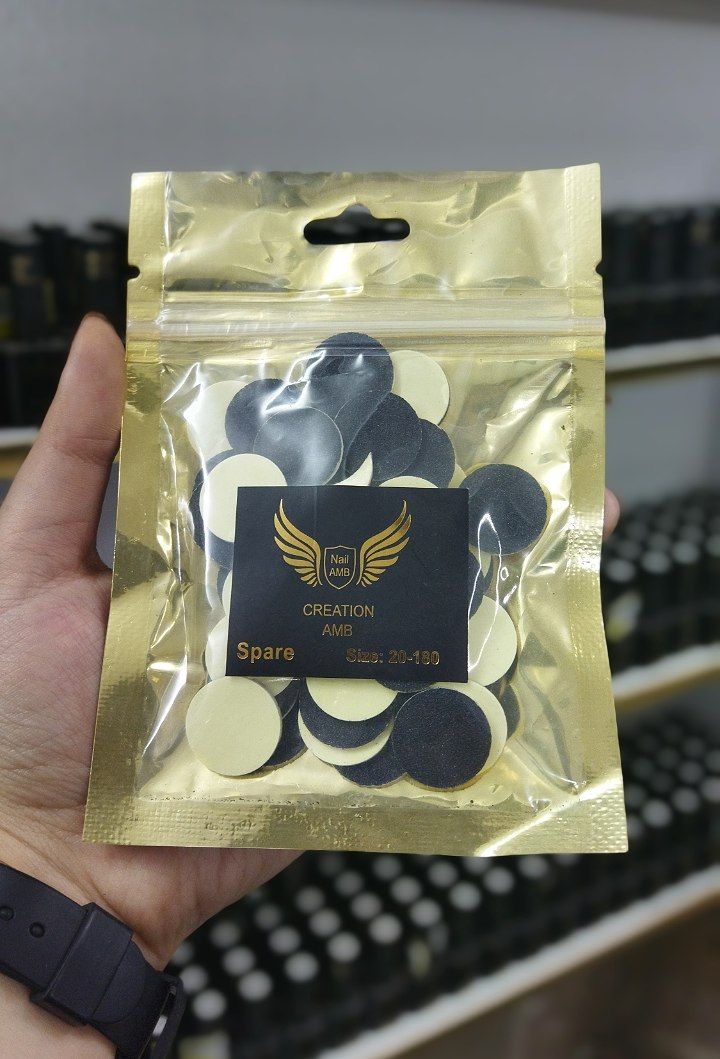 Nail
AMB
CREATION
AMB
Spare Size: 20-180